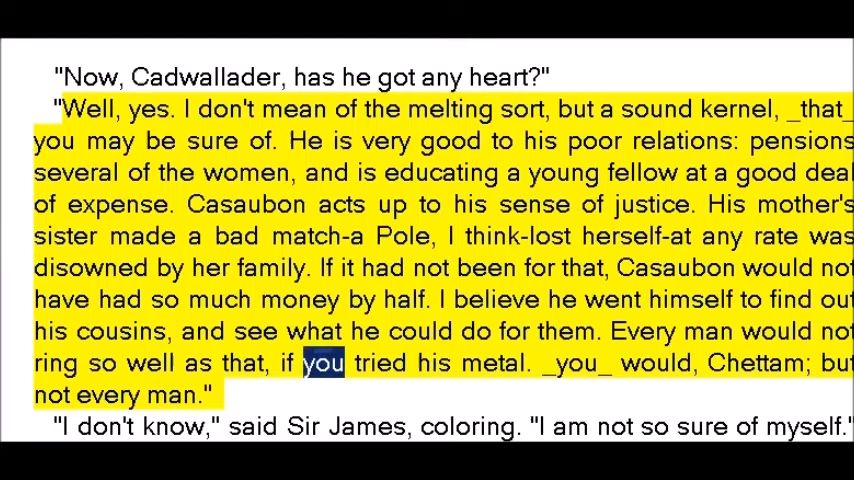 "Now, Cadwallader, has he got any heart?"
"Well, yes. I don't mean of the melting sort, but a sound kernel, _that_
you may be sure of. He is very good to his poor relations: pensions
several of the women, and is educating a young fellow at a good deal
of expense. Casaubon acts up to his sense of justice. His mother's
sister made a bad match-a Pole, I think-lost herself-at any rate was
disowned by her family. If it had not been for that, Casaubon would not
have had so much money by half. I believe he went himself to find out
his cousins, and see what he could do for them. Every man would not
ring so well as that, if you tried his metal. _you_ would, Chettam; but
not every man."
"I don't know," said Sir James, coloring. "I am not so sure of myself."